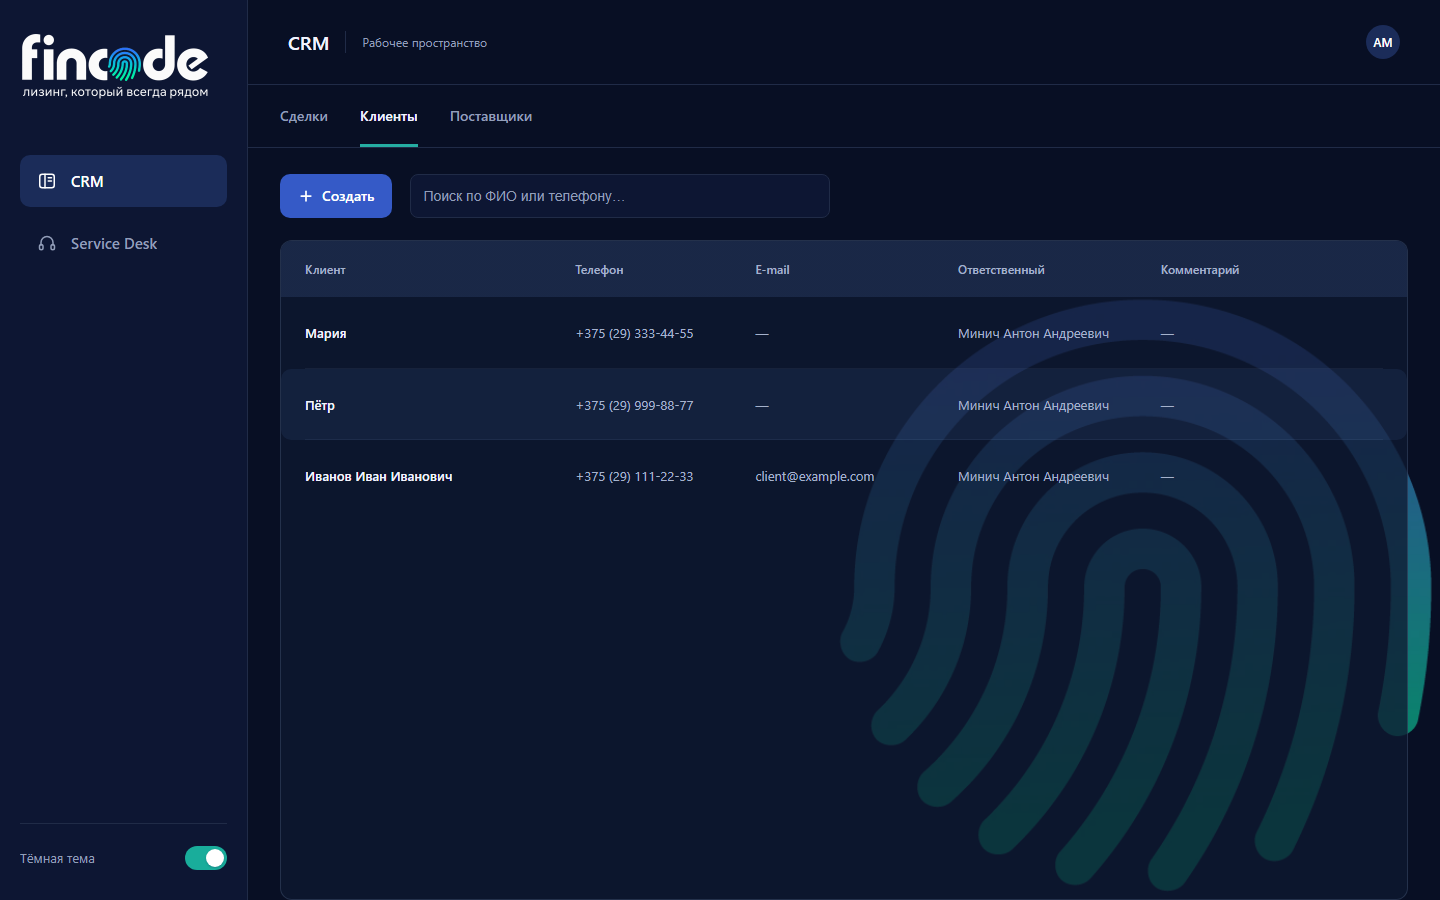 fincode
лизинг, который всегда рядом
CRM
Service Desk
Тёмная тема
CRM
Рабочее пространство
АМ
Сделки Клиенты Поставщики
+ Создать
Поиск по ФИО или телефону...
Клиент Телефон E-mail Ответственный Комментарий
Мария +375 (29) 333-44-55 — Минич Антон Андреевич —
Пётр +375 (29) 999-88-77 — Минич Антон Андреевич —
Иванов Иван Иванович +375 (29) 111-22-33 client@example.com Минич Антон Андреевич —